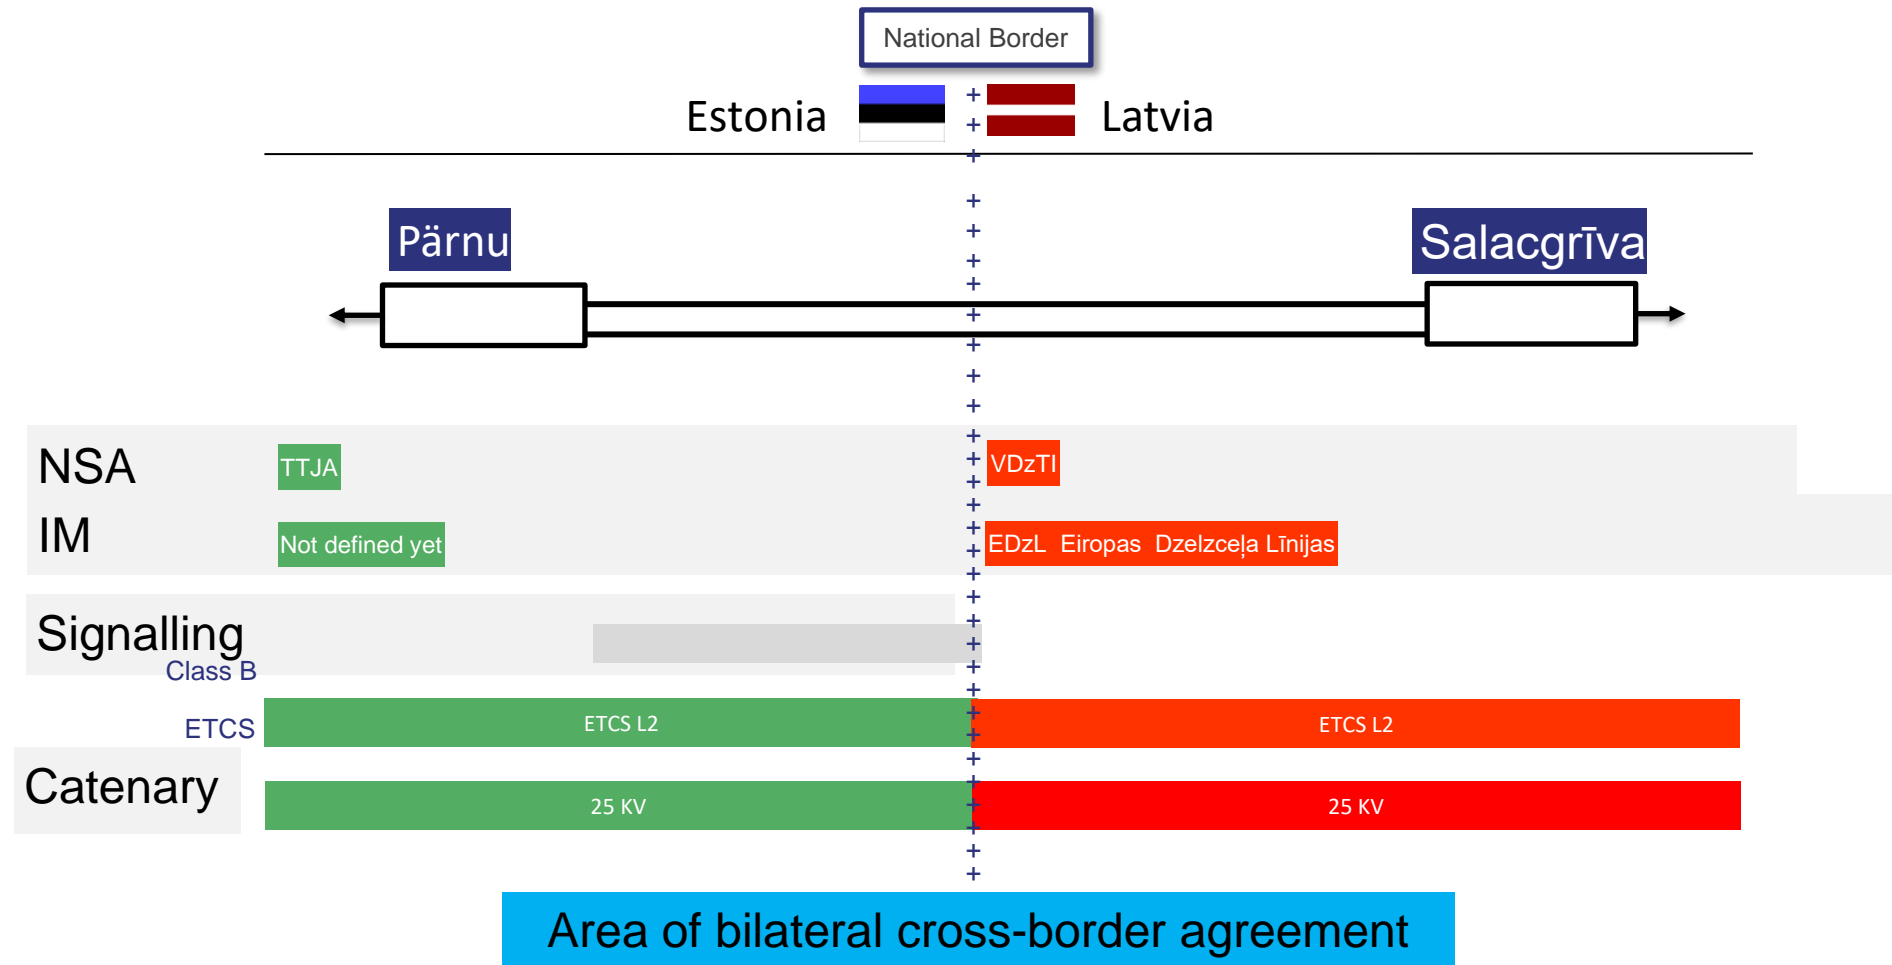 National Border
Estonia
Latvia
Pärnu
Salacgrīva
NSA
TTJA
VDzTI
IM
Not defined yet
EDzL Eiropas Dzelzceļa Līnijas
Signalling
Class B
ETCS
ETCS L2
ETCS L2
Catenary
25 KV
25 KV
Area of bilateral cross-border agreement